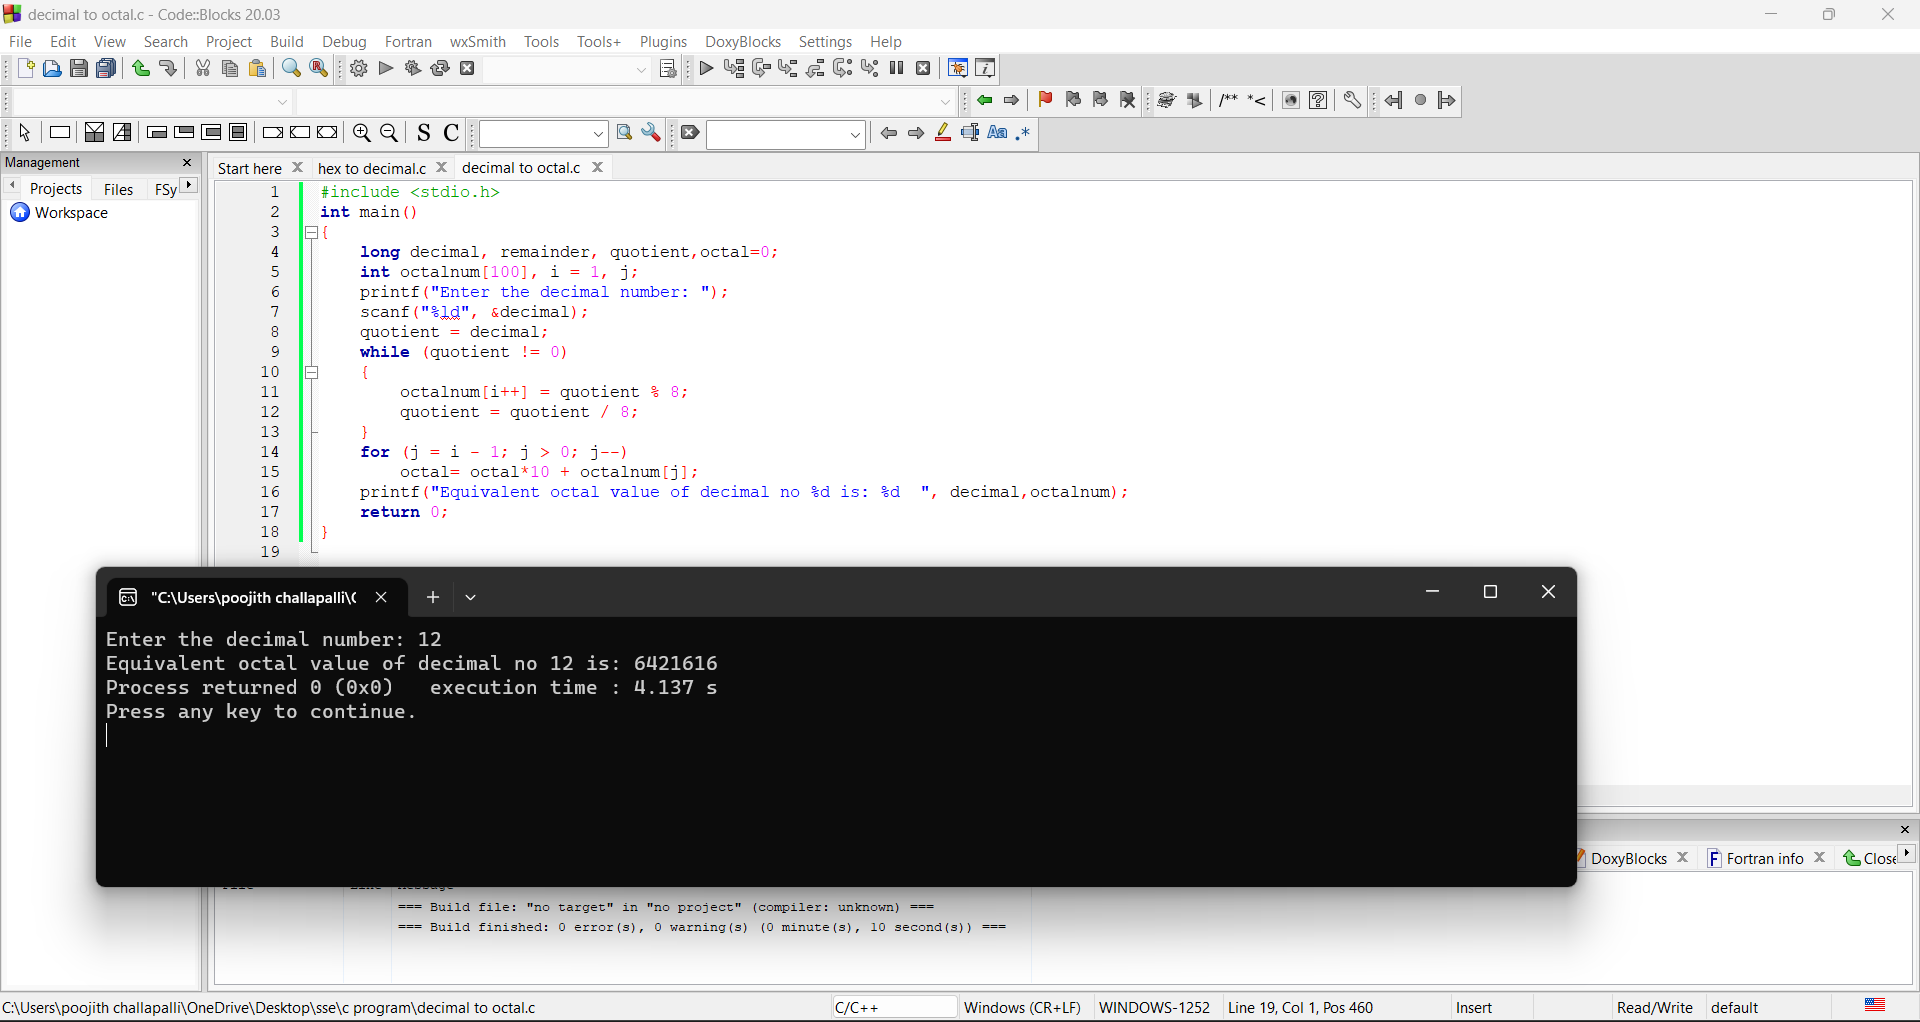 decimal to octal.c - Code::Blocks 20.03
File Edit View Search Project Build Debug Fortran wxSmith Tools Tools+ Plugins DoxyBlocks Settings Help
/** *<
S C
Aa .*
Management
Projects Files FSy
Workspace
Start here hex to decimal.c decimal to octal.c
1 #include <stdio.h>
2 int main()
3 {
4 long decimal, remainder, quotient,octal=0;
5 int octalnum[100], i = 1, j;
6 printf("Enter the decimal number: ");
7 scanf("%ld", &decimal);
8 quotient = decimal;
9 while (quotient != 0)
10 {
11 octalnum[i++] = quotient % 8;
12 quotient = quotient / 8;
13 }
14 for (j = i - 1; j > 0; j--)
15 octal= octal*10 + octalnum[j];
16 printf("Equivalent octal value of decimal no %d is: %d  ", decimal,octalnum);
17 return 0;
18 }
19
"C:\Users\poojith challapalli\(
Enter the decimal number: 12
Equivalent octal value of decimal no 12 is: 6421616
Process returned 0 (0x0)   execution time : 4.137 s
Press any key to continue.
DoxyBlocks Fortran info Close
=== Build file: "no target" in "no project" (compiler: unknown) ===
=== Build finished: 0 error(s), 0 warning(s) (0 minute(s), 10 second(s)) ===
C:\Users\poojith challapalli\OneDrive\Desktop\sse\c program\decimal to octal.c C/C++ Windows (CR+LF) WINDOWS-1252 Line 19, Col 1, Pos 460 Insert Read/Write default